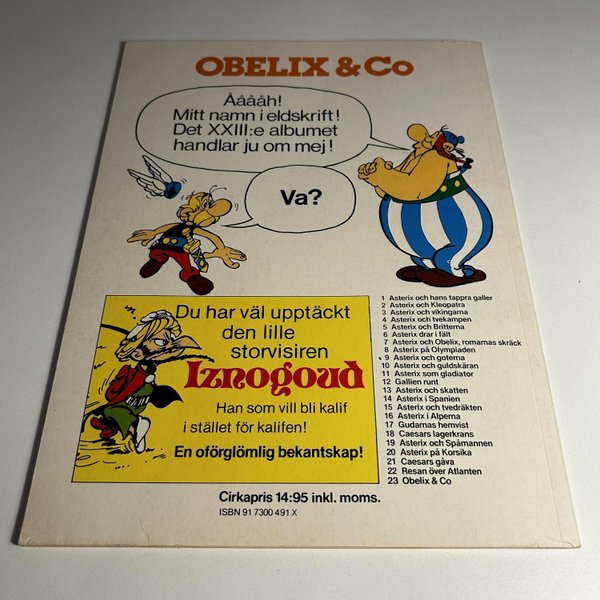 OBELIX & Co
Ååååh!
Mitt namn i eldskrift!
Det XXIII:e albumet
handlar ju om mej!
Va?
Du har väl upptäckt
den lille
storvisiren
Iznogoud
Han som vill bli kalif
i stället för kalifen!
En oförglömlig bekantskap!
1 Asterix och hans tappra galler
2 Asterix och Kleopatra
3 Asterix och vikingarna
4 Asterix och tvekampen
5 Asterix och Britterna
6 Asterix drar i fält
7 Asterix och Obelix, romarnas skräck
8 Asterix på Olympiaden
9 Asterix och goterna
10 Asterix och guldskäran
11 Asterix som gladiator
12 Gallien runt
13 Asterix och skatten
14 Asterix i Spanien
15 Asterix och tvedräkten
16 Asterix i Alperna
17 Gudarnas hemvist
18 Caesars lagerkrans
19 Asterix och Spåmannen
20 Asterix på Korsika
21 Caesars gåva
22 Resan över Atlanten
23 Obelix & Co
Cirkapris 14:95 inkl. moms.
ISBN 91 7300 491 X